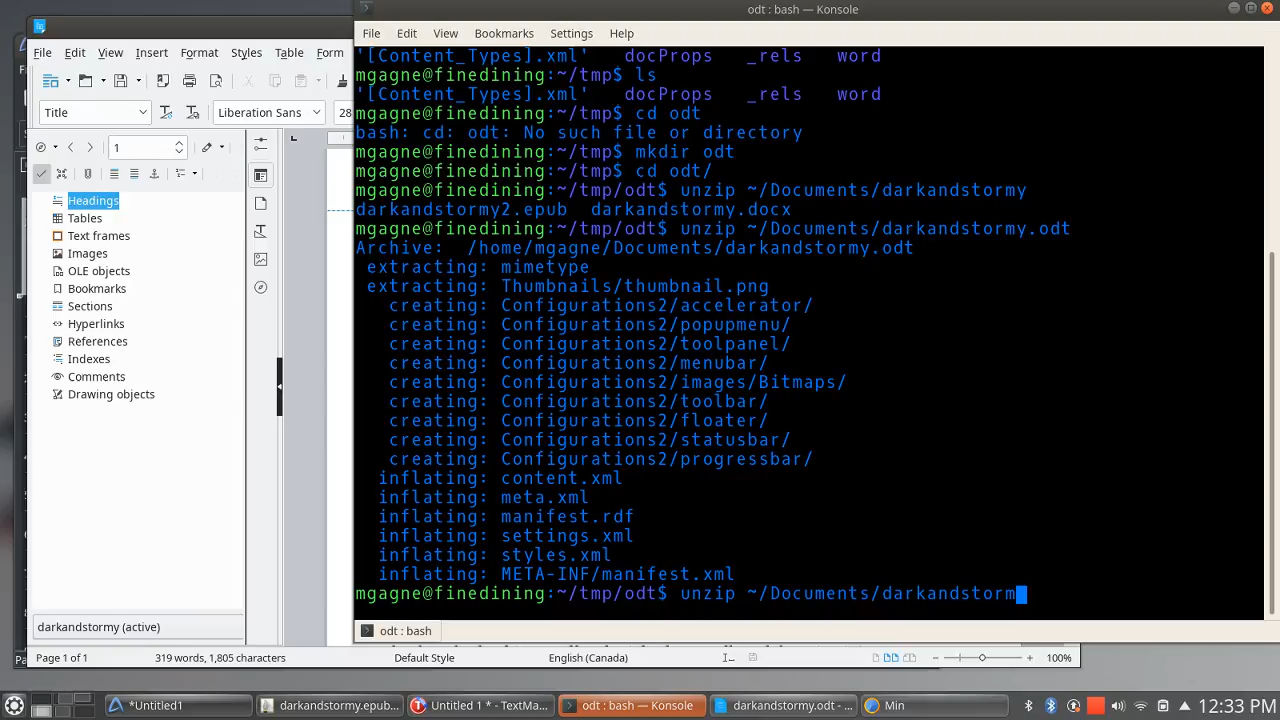 odt : bash — Konsole
File Edit View Bookmarks Settings Help
File Edit View Insert Format Styles Table Form
Title Liberation Sans 28
1
Headings
Tables
Text frames
Images
OLE objects
Bookmarks
Sections
Hyperlinks
References
Indexes
Comments
Drawing objects
darkandstormy (active)
'[Content_Types].xml' docProps _rels word
mgagne@finedining:~/tmp$ ls
'[Content_Types].xml' docProps _rels word
mgagne@finedining:~/tmp$ cd odt
bash: cd: odt: No such file or directory
mgagne@finedining:~/tmp$ mkdir odt
mgagne@finedining:~/tmp$ cd odt/
mgagne@finedining:~/tmp/odt$ unzip ~/Documents/darkandstormy
darkandstormy2.epub darkandstormy.docx
mgagne@finedining:~/tmp/odt$ unzip ~/Documents/darkandstormy.odt
Archive: /home/mgagne/Documents/darkandstormy.odt
extracting: mimetype
extracting: Thumbnails/thumbnail.png
creating: Configurations2/accelerator/
creating: Configurations2/popupmenu/
creating: Configurations2/toolpanel/
creating: Configurations2/menubar/
creating: Configurations2/images/Bitmaps/
creating: Configurations2/toolbar/
creating: Configurations2/floater/
creating: Configurations2/statusbar/
creating: Configurations2/progressbar/
inflating: content.xml
inflating: meta.xml
inflating: manifest.rdf
inflating: settings.xml
inflating: styles.xml
inflating: META-INF/manifest.xml
mgagne@finedining:~/tmp/odt$ unzip ~/Documents/darkandstorm
odt : bash
Page 1 of 1 319 words, 1,805 characters Default Style English (Canada) 100%
*Untitled1 darkandstormy.epub... Untitled 1 * - TextMa... odt : bash — Konsole darkandstormy.odt - ... Min 12:33 PM